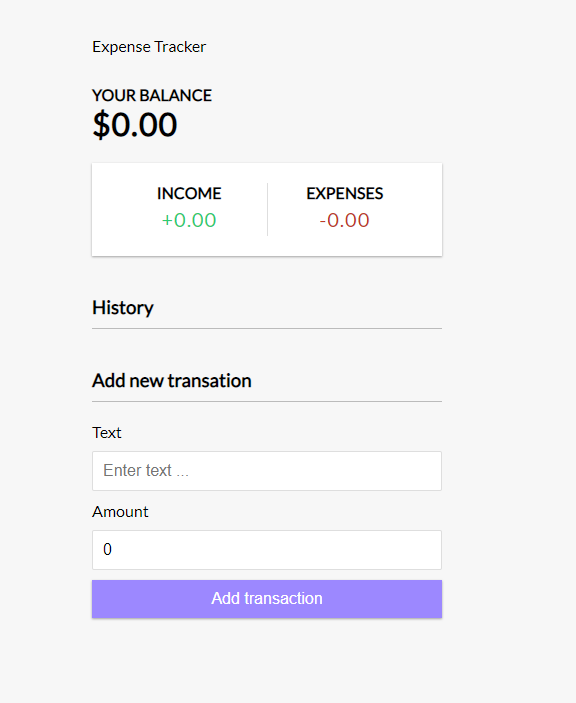 Expense Tracker
YOUR BALANCE
$0.00
INCOME EXPENSES
+0.00 -0.00
History
Add new transation
Text
Enter text ...
Amount
0
Add transaction